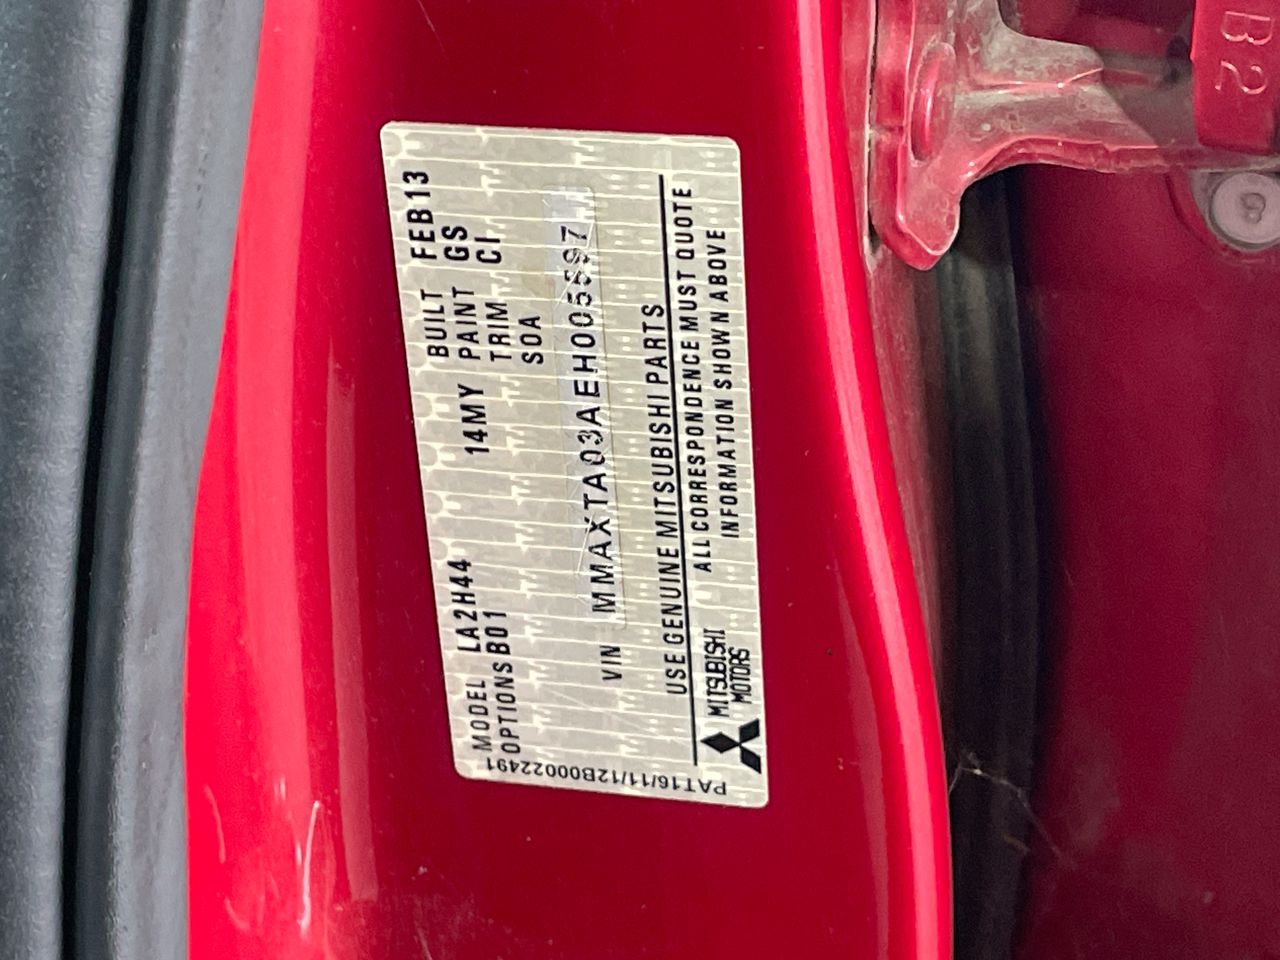 MODEL LA2H44 14MY BUILT FEB13
OPTIONS B01 PAINT GS
TRIM CI
SOA
VIN MMAXTA03AEH005597
USE GENUINE MITSUBISHI PARTS
MITSUBISHI MOTORS
ALL CORRESPONDENCE MUST QUOTE
INFORMATION SHOWN ABOVE
PAT16/11/12B00022491
B2
8